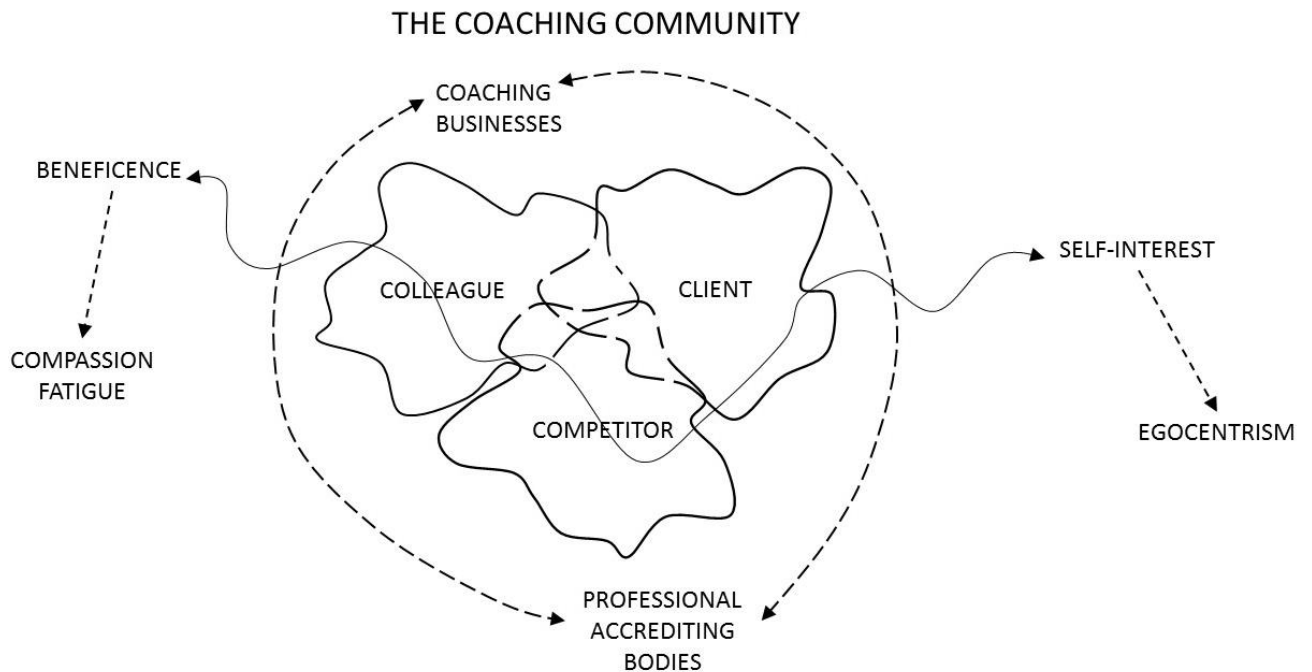 THE COACHING COMMUNITY
COACHING
BUSINESSES
BENEFICENCE
SELF-INTEREST
COLLEAGUE
CLIENT
COMPASSION
FATIGUE
COMPETITOR
EGOCENTRISM
PROFESSIONAL
ACCREDITING
BODIES